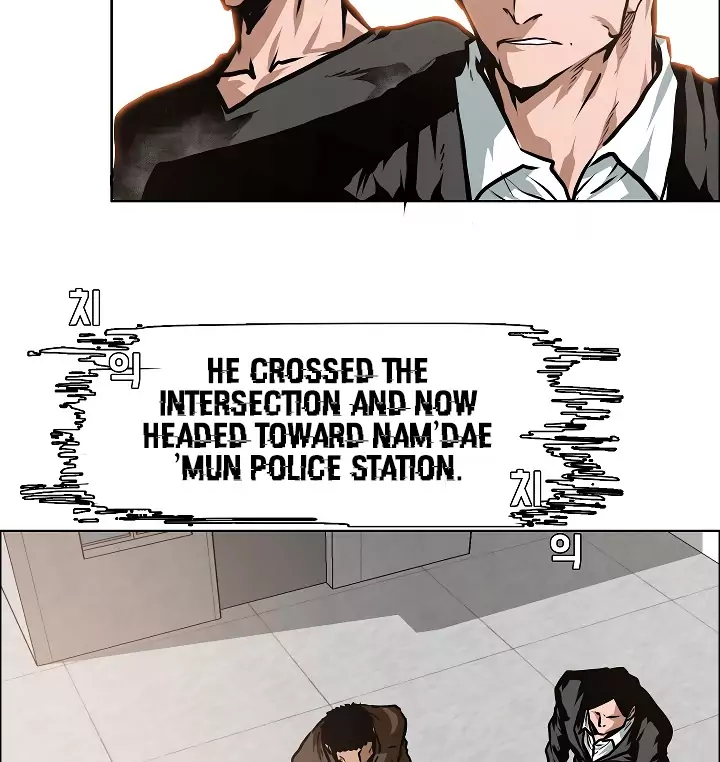 치
익
HE CROSSED THE
INTERSECTION AND NOW
HEADED TOWARD NAM'DAE
'MUN POLICE STATION.
치
익